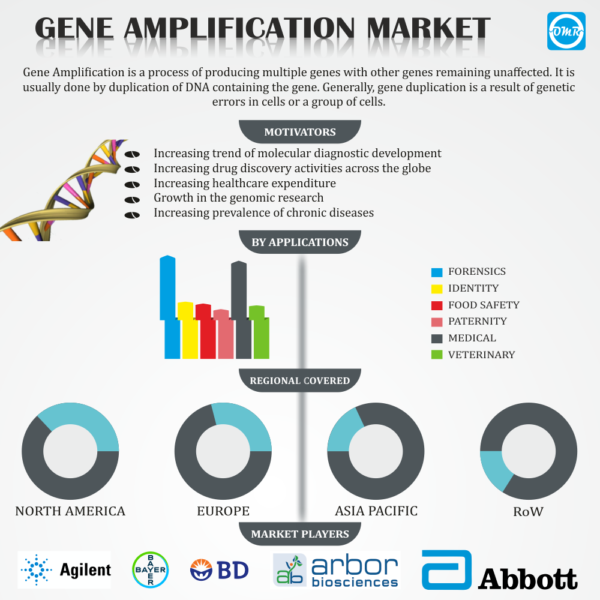 GENE AMPLIFICATION MARKET
OMR
Gene Amplification is a process of producing multiple genes with other genes remaining unaffected. It is
usually done by duplication of DNA containing the gene. Generally, gene duplication is a result of genetic
errors in cells or a group of cells.
MOTIVATORS
Increasing trend of molecular diagnostic development
Increasing drug discovery activities across the globe
Increasing healthcare expenditure
Growth in the genomic research
Increasing prevalence of chronic diseases
BY APPLICATIONS
FORENSICS
IDENTITY
FOOD SAFETY
PATERNITY
MEDICAL
VETERINARY
REGIONAL COVERED
NORTH AMERICA
EUROPE
ASIA PACIFIC
RoW
MARKET PLAYERS
Agilent
BAYER
BAYER
BD
ab
arbor
biosciences
Abbott